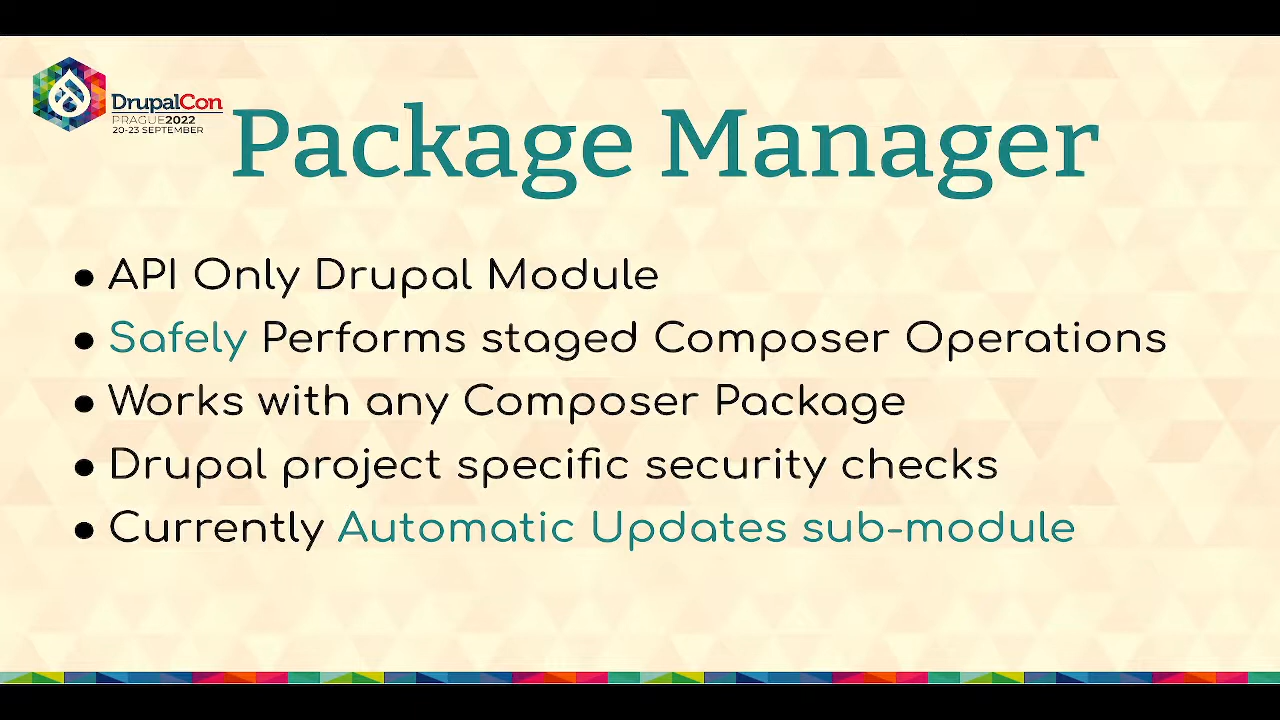 DrupalCon
PRAGUE2022
20-23 SEPTEMBER
Package Manager
• API Only Drupal Module
• Safely Performs staged Composer Operations
• Works with any Composer Package
• Drupal project specific security checks
• Currently Automatic Updates sub-module